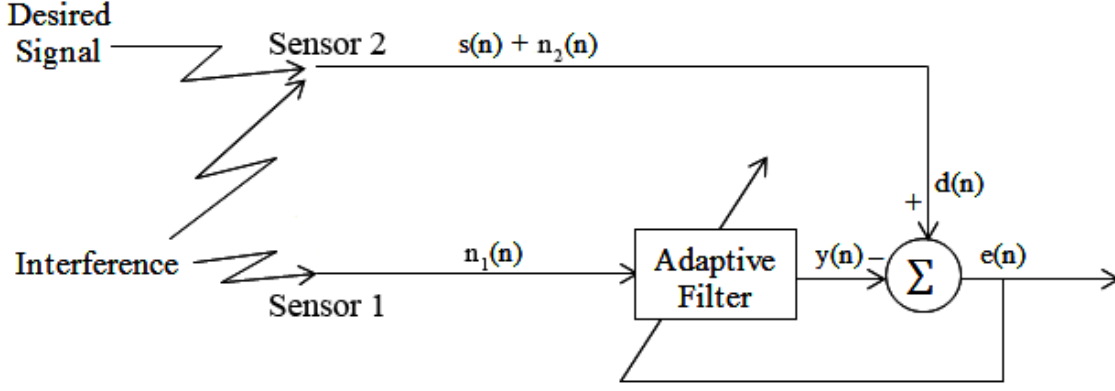 Desired
Signal
Sensor 2
s(n) + n₂(n)
d(n)
+
Interference
n₁(n)
Sensor 1
Adaptive
Filter
y(n)
−
Σ
e(n)